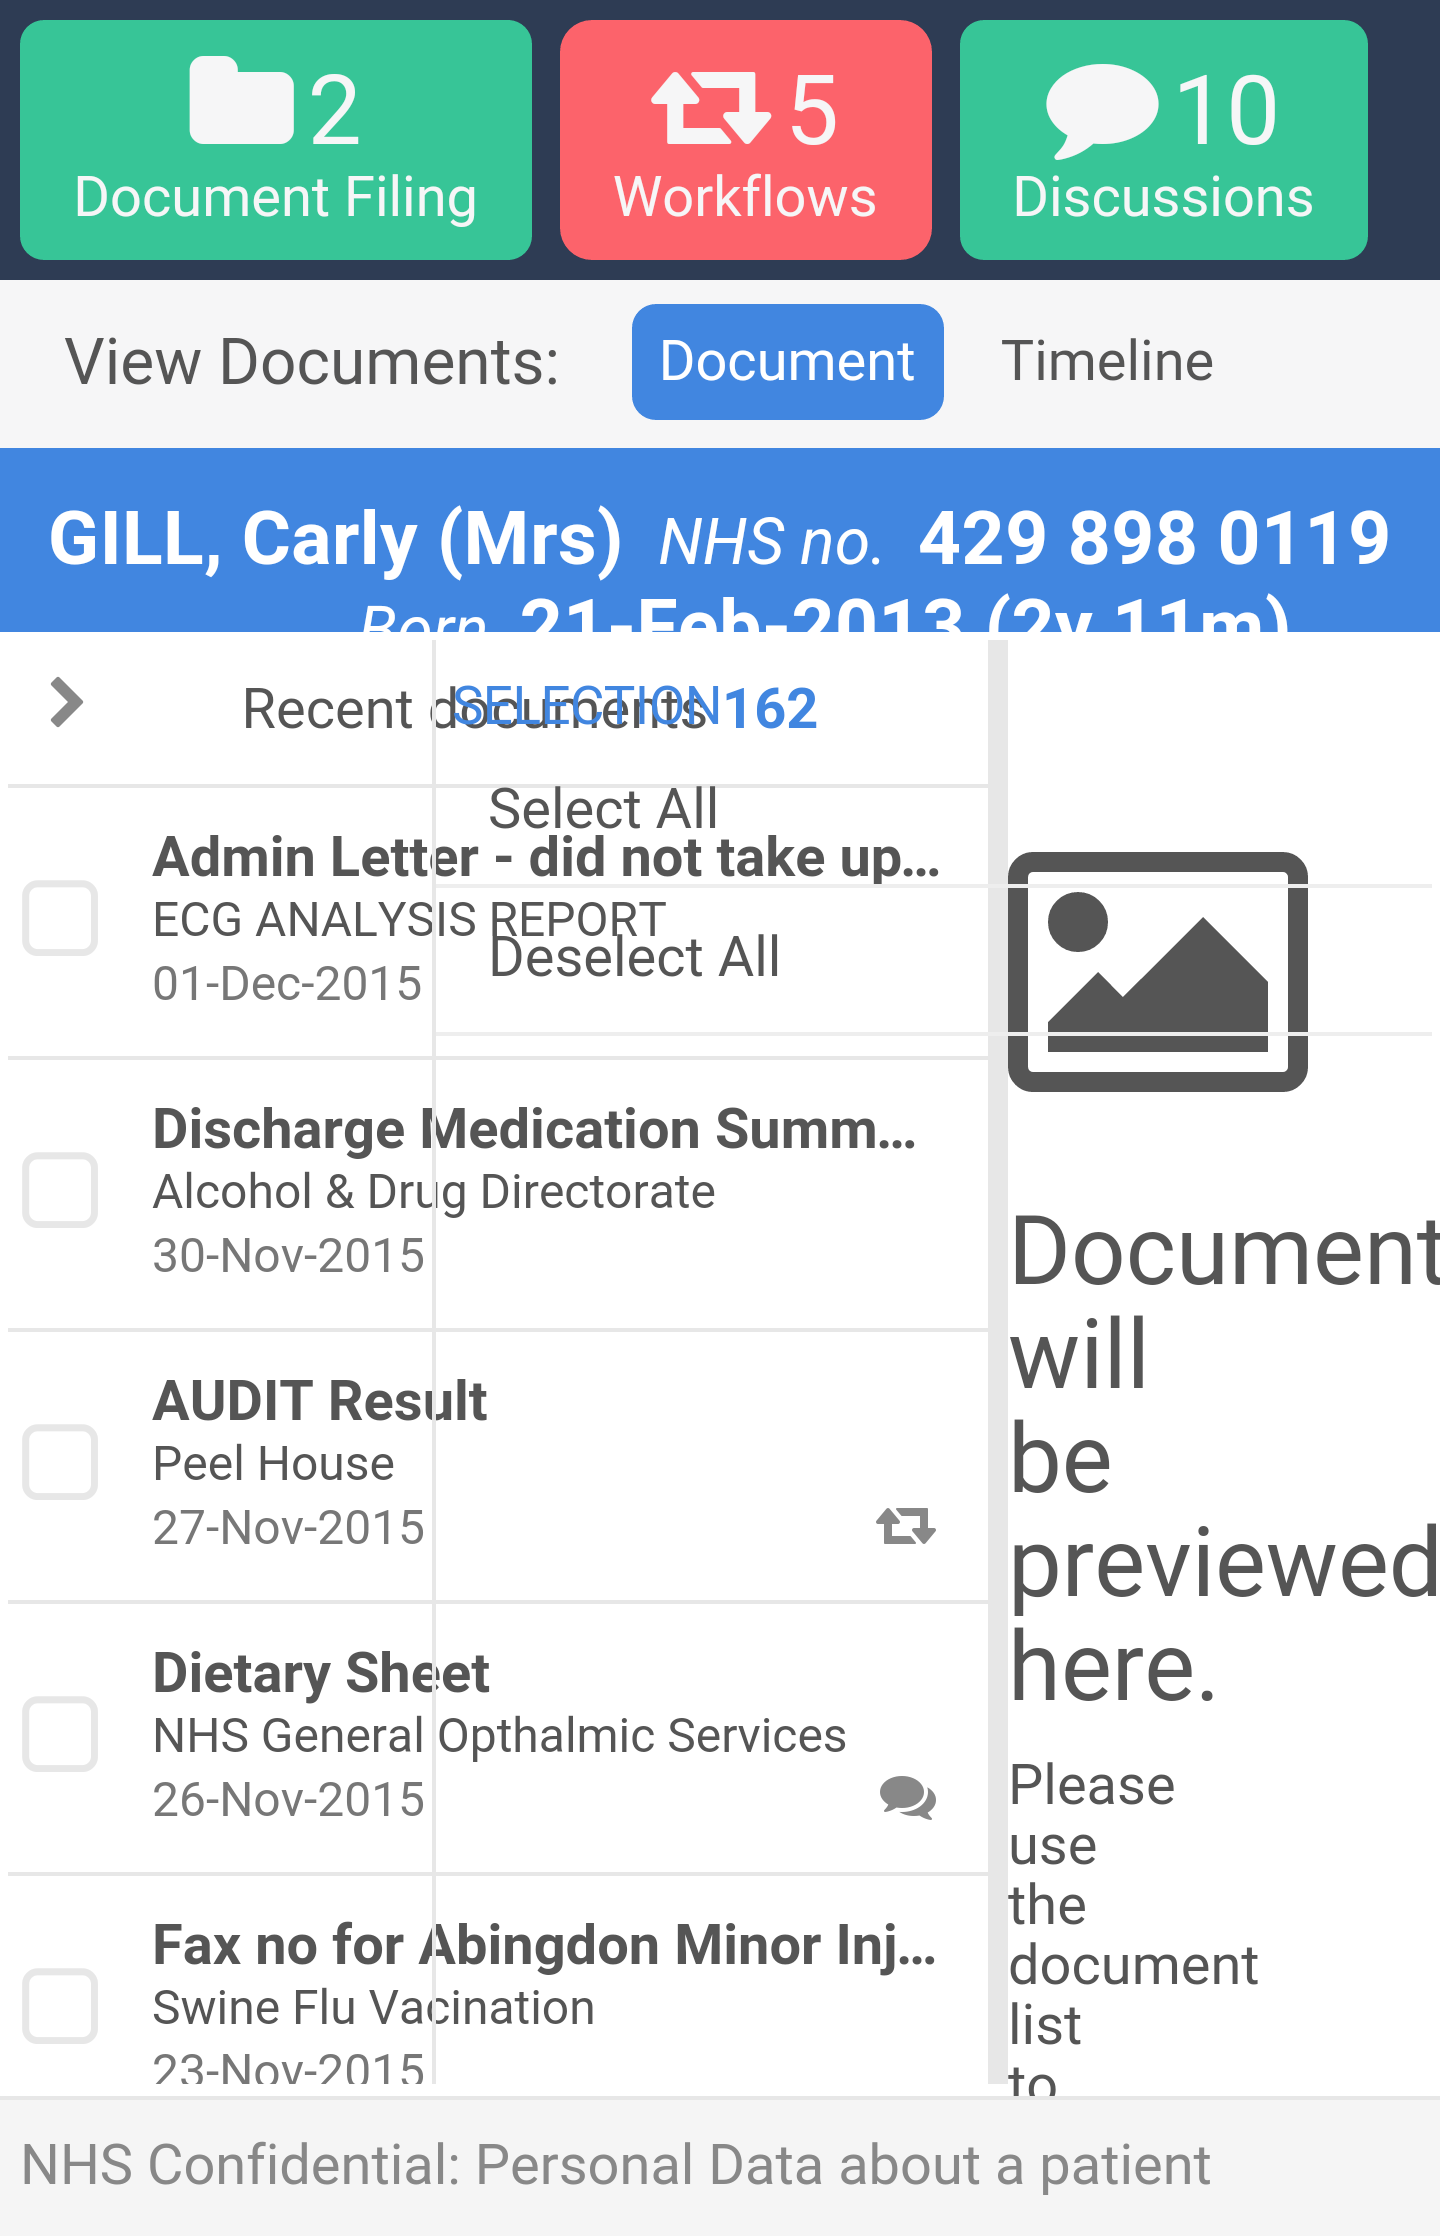 2
Document Filing
5
Workflows
10
Discussions
View Documents:
Document
Timeline
GILL, Carly (Mrs) NHS no. 429 898 0119
Born 21-Feb-2013 (2y 11m)
Recent documents
SELECTION 162
Select All
Deselect All
Admin Letter - did not take up...
ECG ANALYSIS REPORT
01-Dec-2015
Discharge Medication Summ...
Alcohol & Drug Directorate
30-Nov-2015
AUDIT Result
Peel House
27-Nov-2015
Dietary Sheet
NHS General Opthalmic Services
26-Nov-2015
Fax no for Abingdon Minor Inj...
Swine Flu Vacination
23-Nov-2015
Document
will
be
previewed
here.
Please
use
the
document
list
to
NHS Confidential: Personal Data about a patient